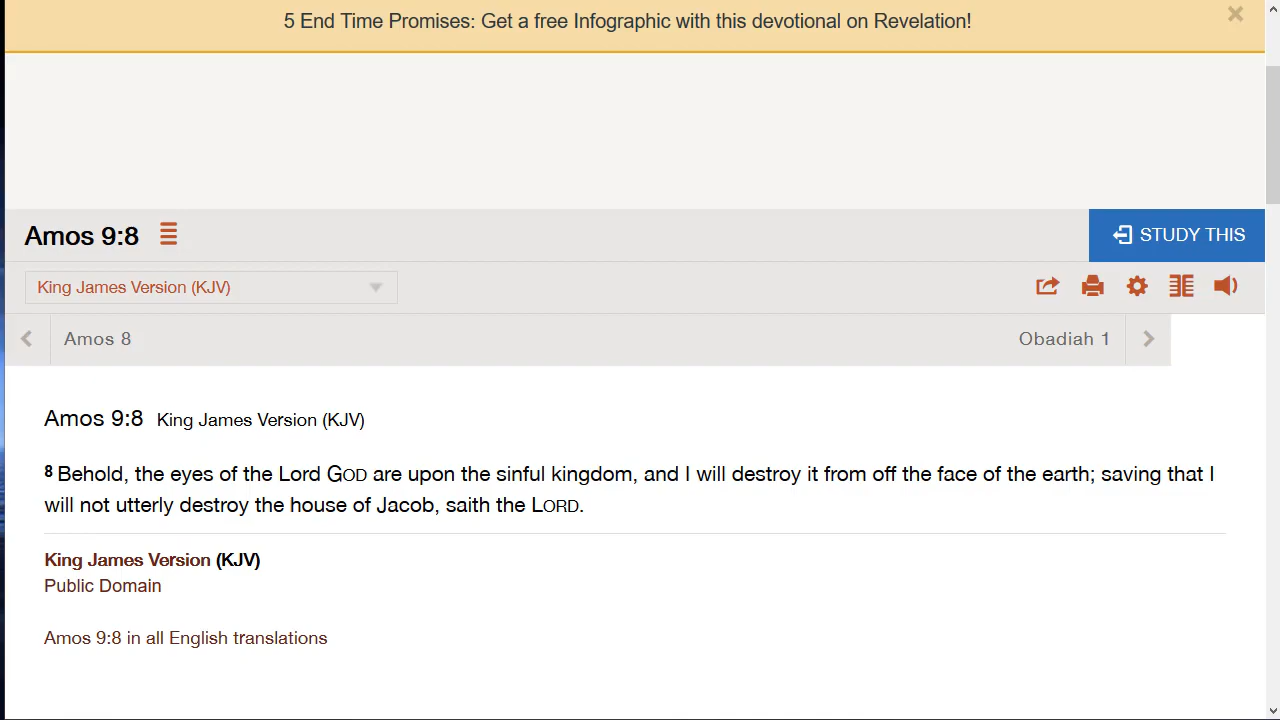 5 End Time Promises: Get a free Infographic with this devotional on Revelation!
Amos 9:8
STUDY THIS
King James Version (KJV)
Amos 8
Obadiah 1
Amos 9:8 King James Version (KJV)
8 Behold, the eyes of the Lord GOD are upon the sinful kingdom, and I will destroy it from off the face of the earth; saving that I
will not utterly destroy the house of Jacob, saith the LORD.
King James Version (KJV)
Public Domain
Amos 9:8 in all English translations